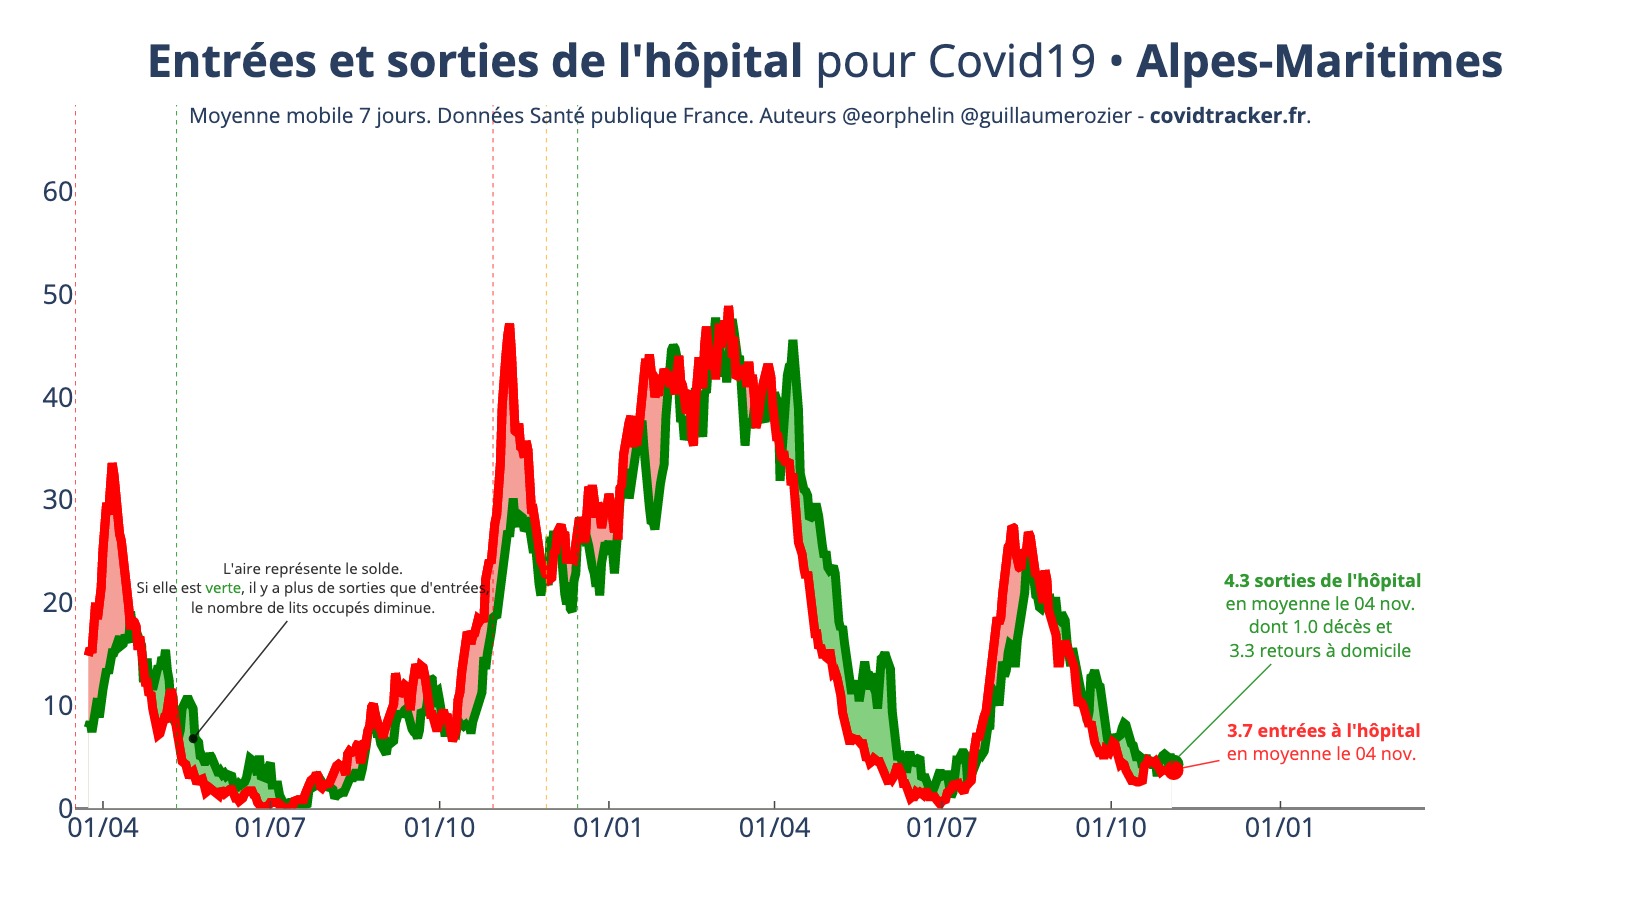 Entrées et sorties de l'hôpital pour Covid19 • Alpes-Maritimes
Moyenne mobile 7 jours. Données Santé publique France. Auteurs @eorphelin @guillaumerozier - covidtracker.fr.
60
50
40
30
20
10
0
L'aire représente le solde.
Si elle est verte, il y a plus de sorties que d'entrées,
le nombre de lits occupés diminue.
4.3 sorties de l'hôpital
en moyenne le 04 nov.
dont 1.0 décès et
3.3 retours à domicile
3.7 entrées à l'hôpital
en moyenne le 04 nov.
01/04 01/07 01/10 01/01 01/04 01/07 01/10 01/01